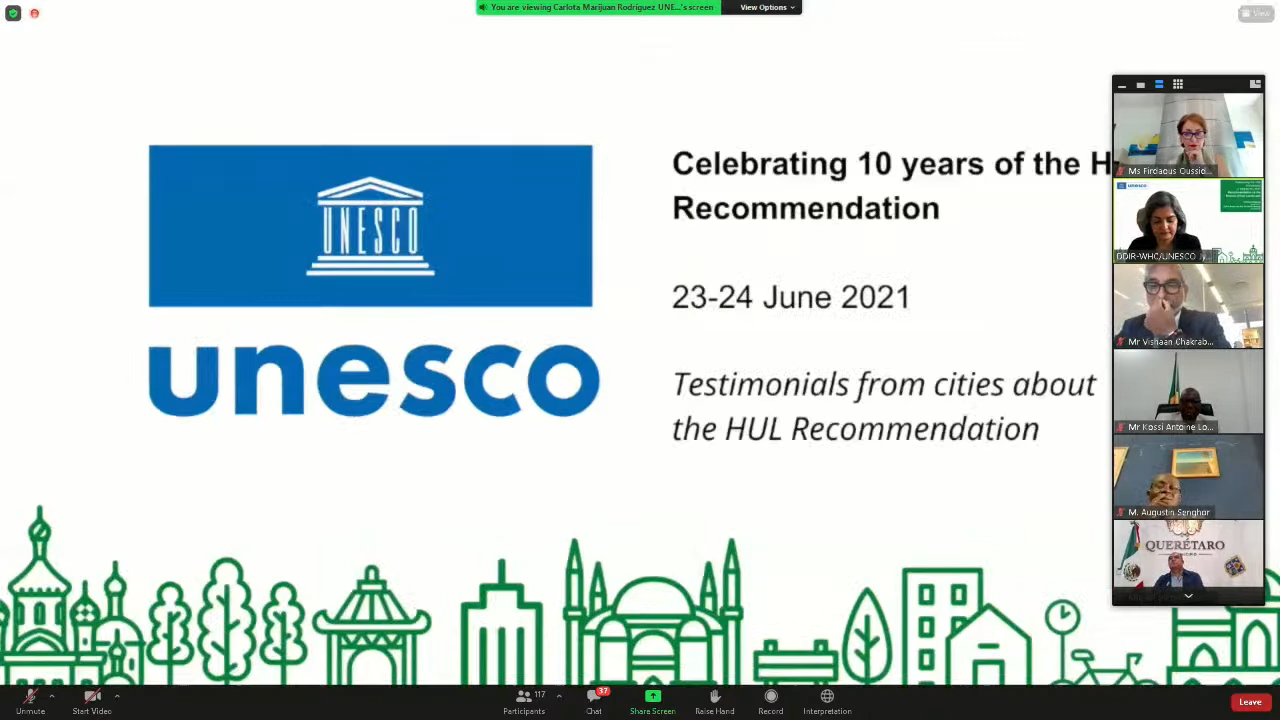 You are viewing Carlota Marijuan Rodriguez UNE...'s screen
View Options
View
UNESCO
unesco
Celebrating 10 years of the H
Recommendation
23-24 June 2021
Testimonials from cities about
the HUL Recommendation
Ms Firdaous Oussid...
unesco
DDIR-WHC/UNESCO
Mr Vishaan Chakrab...
Mr Kossi Antoine Lo...
M. Augustin Senghor
QUERÉTARO
Unmute
Start Video
117
Participants
37
Chat
Share Screen
Raise Hand
Record
Interpretation
Leave